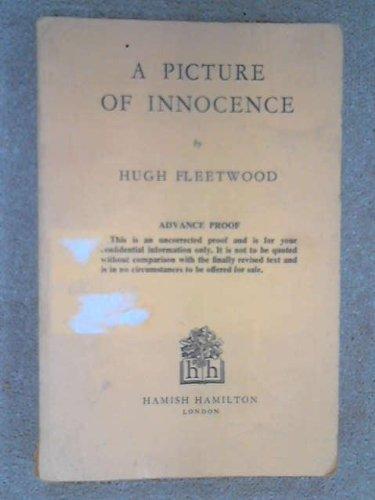 A PICTURE
OF INNOCENCE
by
HUGH FLEETWOOD
ADVANCE PROOF
This is an uncorrected proof and is for your
confidential information only. It is not to be quoted
without comparison with the finally revised text and
is in no circumstances to be offered for sale.
h h
HAMISH HAMILTON
LONDON